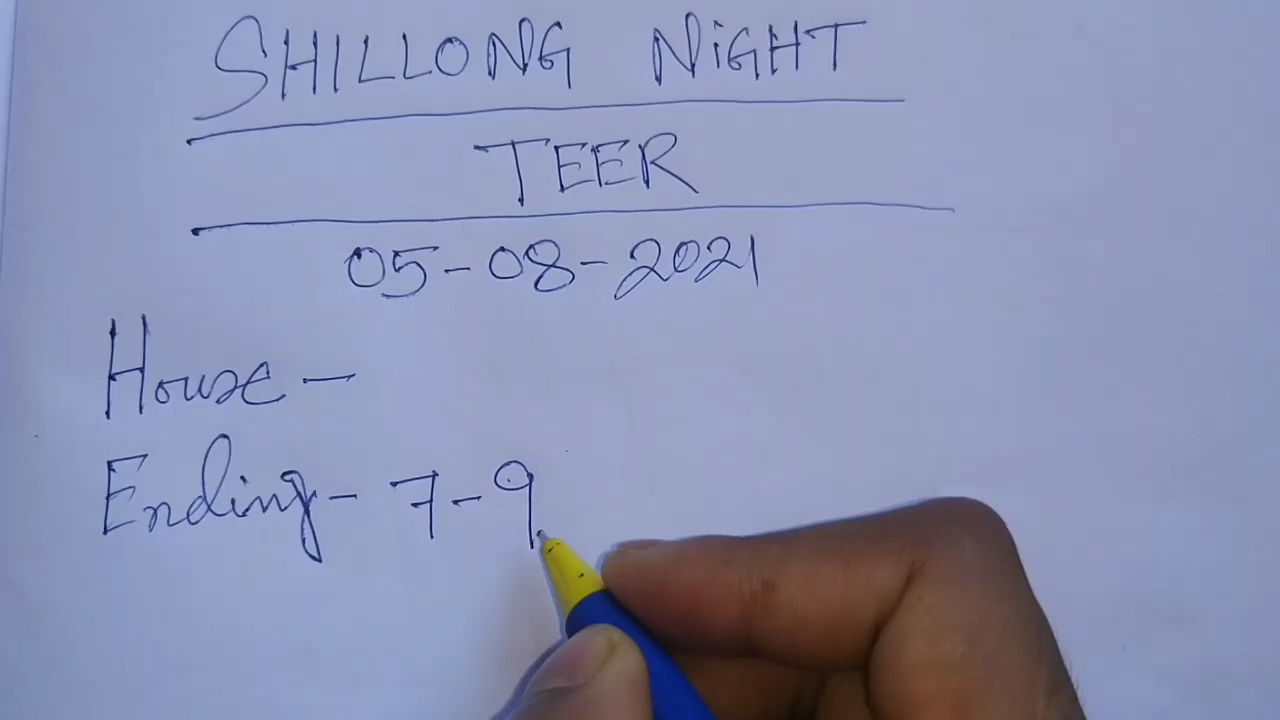 SHILLONG NiGHT
TEER
05-08-2021
House -
Ending - 7-9